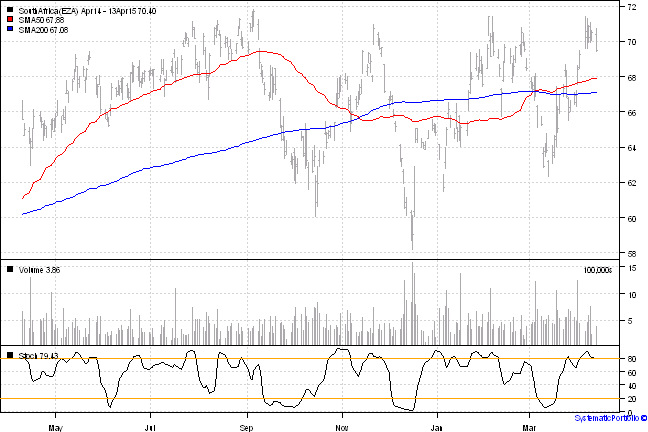 SouthAfrica(EZA) Apr14 - 13Apr15 70.40
SMA50 67.88
SMA200 67.08
72
70
68
66
64
62
60
58
Volume 3.86
100,000s
15
10
5
Stoch 79.43
80
60
40
20
0
May
Jul
Sep
Nov
Jan
Mar
SystematicPortfolio ©